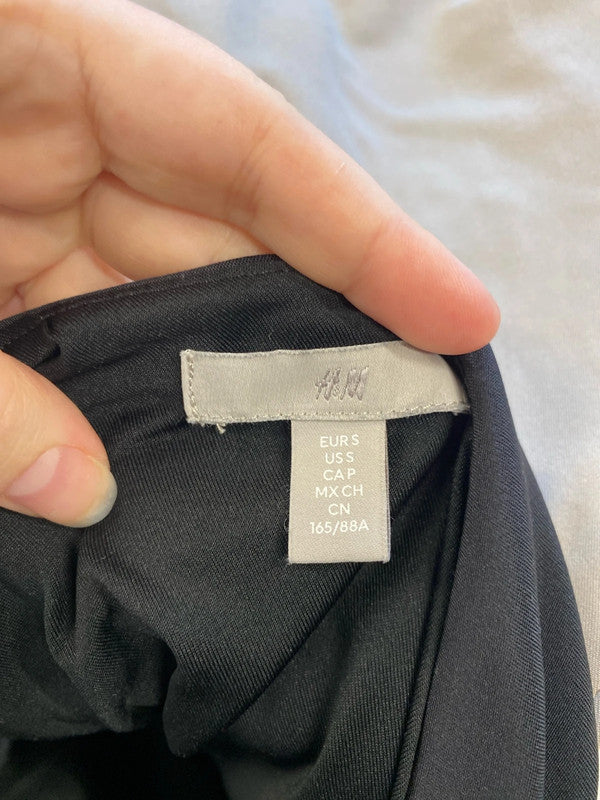 H&M
EUR S
US S
CA P
MX CH
CN
165/88A